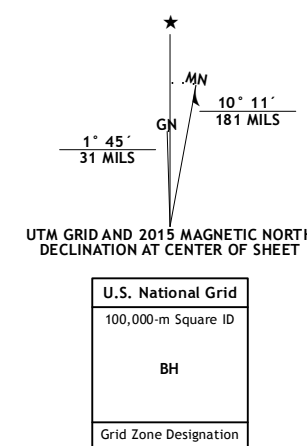 ★
MN
GN
10° 11´
181 MILS
1° 45´
31 MILS
UTM GRID AND 2015 MAGNETIC NORTH
DECLINATION AT CENTER OF SHEET
U.S. National Grid
100,000-m Square ID
BH
Grid Zone Designation